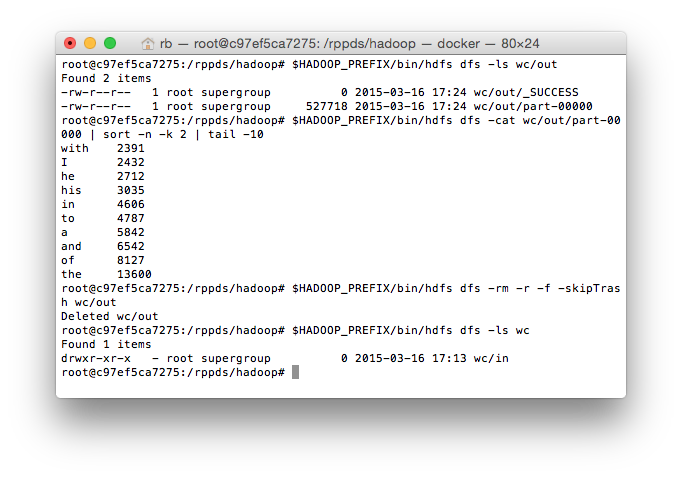 rb — root@c97ef5ca7275: /rppds/hadoop — docker — 80×24
root@c97ef5ca7275:/rppds/hadoop# $HADOOP_PREFIX/bin/hdfs dfs -ls wc/out
Found 2 items
-rw-r--r--   1 root supergroup          0 2015-03-16 17:24 wc/out/_SUCCESS
-rw-r--r--   1 root supergroup     527718 2015-03-16 17:24 wc/out/part-00000
root@c97ef5ca7275:/rppds/hadoop# $HADOOP_PREFIX/bin/hdfs dfs -cat wc/out/part-00
000 | sort -n -k 2 | tail -10
with    2391
I       2432
he      2712
his     3035
in      4606
to      4787
a       5842
and     6542
of      8127
the     13600
root@c97ef5ca7275:/rppds/hadoop# $HADOOP_PREFIX/bin/hdfs dfs -rm -r -f -skipTras
h wc/out
Deleted wc/out
root@c97ef5ca7275:/rppds/hadoop# $HADOOP_PREFIX/bin/hdfs dfs -ls wc
Found 1 items
drwxr-xr-x   - root supergroup          0 2015-03-16 17:13 wc/in
root@c97ef5ca7275:/rppds/hadoop#